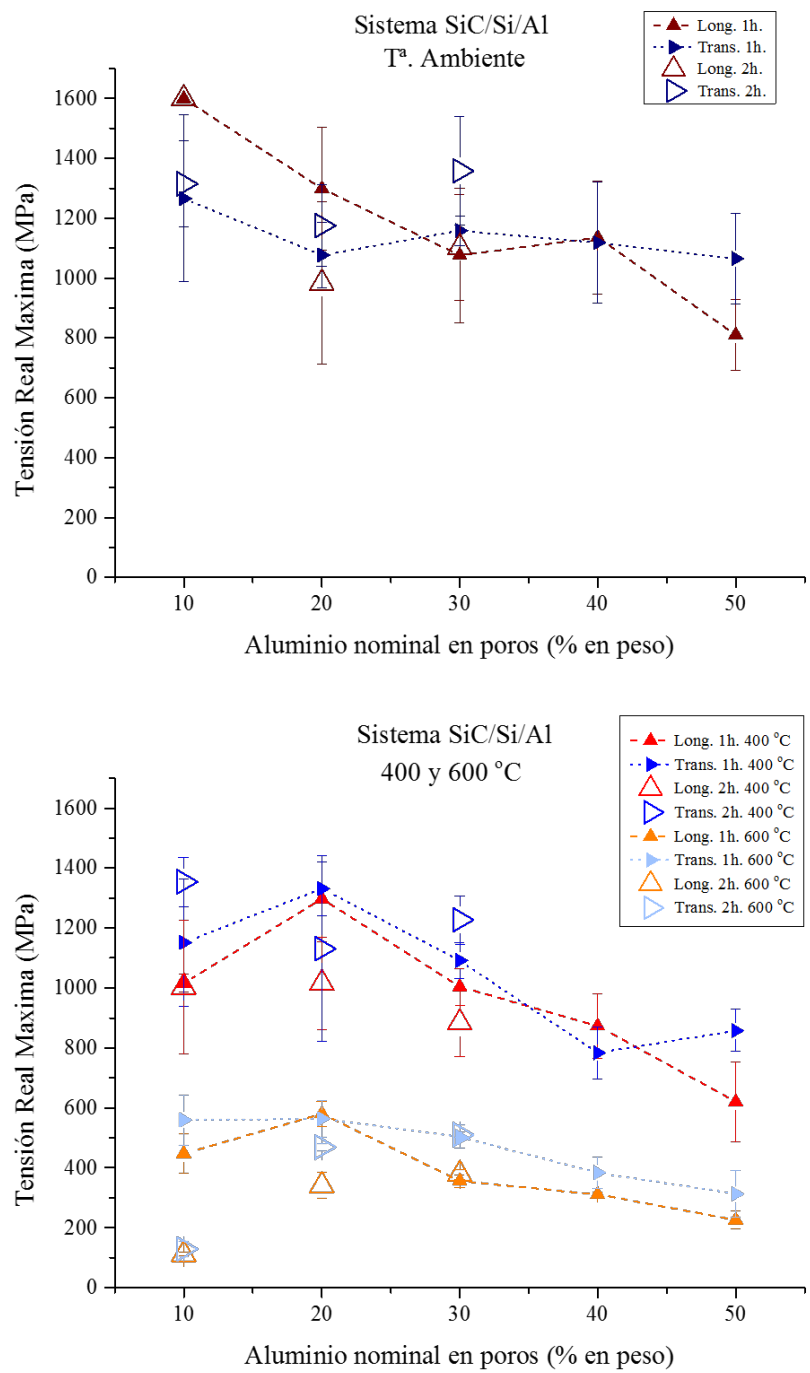 Sistema SiC/Si/Al
Tª. Ambiente
Long. 1h.
Trans. 1h.
Long. 2h.
Trans. 2h.
Tensión Real Maxima (MPa)
1600
1400
1200
1000
800
600
400
200
0
10 20 30 40 50
Aluminio nominal en poros (% en peso)
Sistema SiC/Si/Al
400 y 600 °C
Long. 1h. 400 °C
Trans. 1h. 400 °C
Long. 2h. 400 °C
Trans. 2h. 400 °C
Long. 1h. 600 °C
Trans. 1h. 600 °C
Long. 2h. 600 °C
Trans. 2h. 600 °C
Tensión Real Maxima (MPa)
1600
1400
1200
1000
800
600
400
200
0
10 20 30 40 50
Aluminio nominal en poros (% en peso)